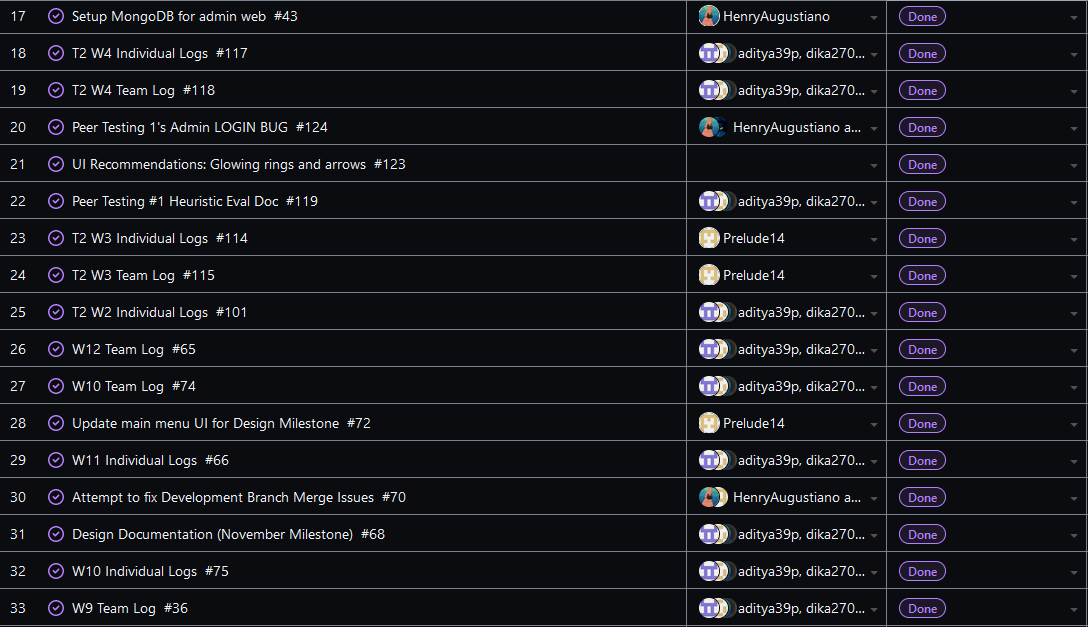 17 Setup MongoDB for admin web #43 HenryAugustiano Done
18 T2 W4 Individual Logs #117 aditya39p, dika270... Done
19 T2 W4 Team Log #118 aditya39p, dika270... Done
20 Peer Testing 1's Admin LOGIN BUG #124 HenryAugustiano a... Done
21 UI Recommendations: Glowing rings and arrows #123 Done
22 Peer Testing #1 Heuristic Eval Doc #119 aditya39p, dika270... Done
23 T2 W3 Individual Logs #114 Prelude14 Done
24 T2 W3 Team Log #115 Prelude14 Done
25 T2 W2 Individual Logs #101 aditya39p, dika270... Done
26 W12 Team Log #65 aditya39p, dika270... Done
27 W10 Team Log #74 aditya39p, dika270... Done
28 Update main menu UI for Design Milestone #72 Prelude14 Done
29 W11 Individual Logs #66 aditya39p, dika270... Done
30 Attempt to fix Development Branch Merge Issues #70 HenryAugustiano a... Done
31 Design Documentation (November Milestone) #68 aditya39p, dika270... Done
32 W10 Individual Logs #75 aditya39p, dika270... Done
33 W9 Team Log #36 aditya39p, dika270... Done